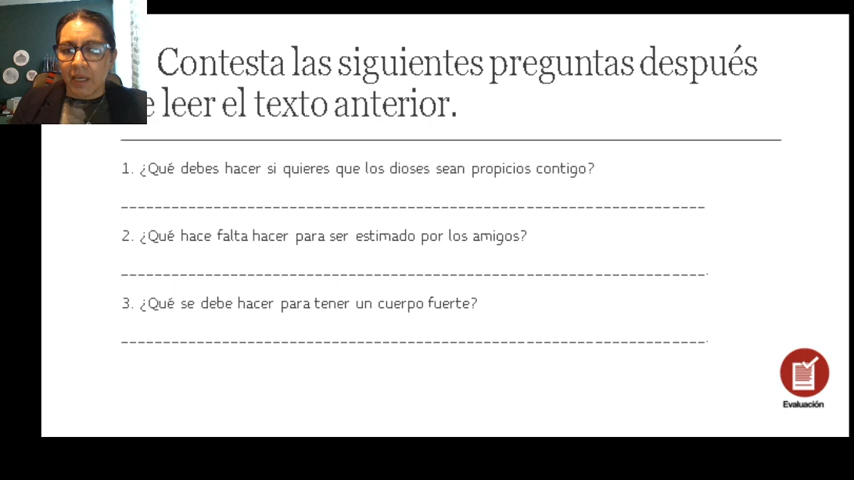 Contesta las siguientes preguntas después
e leer el texto anterior.
1. ¿Qué debes hacer si quieres que los dioses sean propicios contigo?
2. ¿Qué hace falta hacer para ser estimado por los amigos?
3. ¿Qué se debe hacer para tener un cuerpo fuerte?
Evaluación